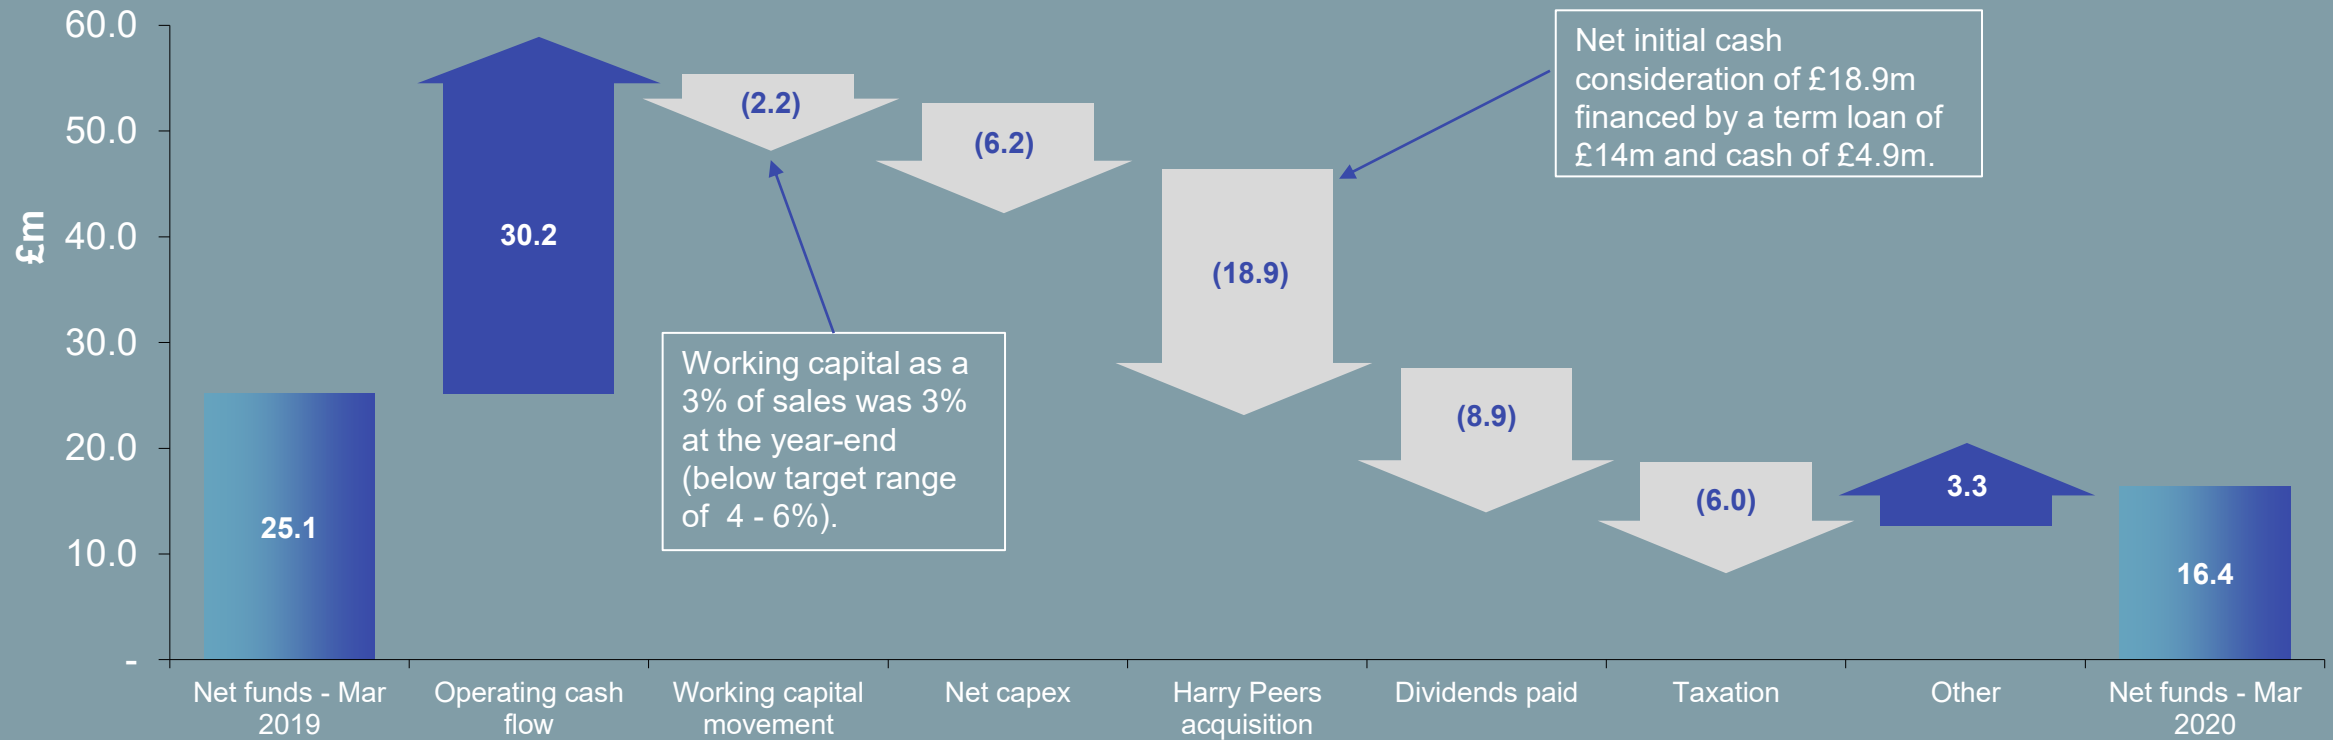 60.0
50.0
40.0
30.0
20.0
10.0
-
£m
25.1
30.2
(2.2)
(6.2)
(18.9)
(8.9)
(6.0)
3.3
16.4
Net initial cash
consideration of £18.9m
financed by a term loan of
£14m and cash of £4.9m.
Working capital as a
3% of sales was 3%
at the year-end
(below target range
of  4 - 6%).
Net funds - Mar
2019
Operating cash
flow
Working capital
movement
Net capex
Harry Peers
acquisition
Dividends paid
Taxation
Other
Net funds - Mar
2020